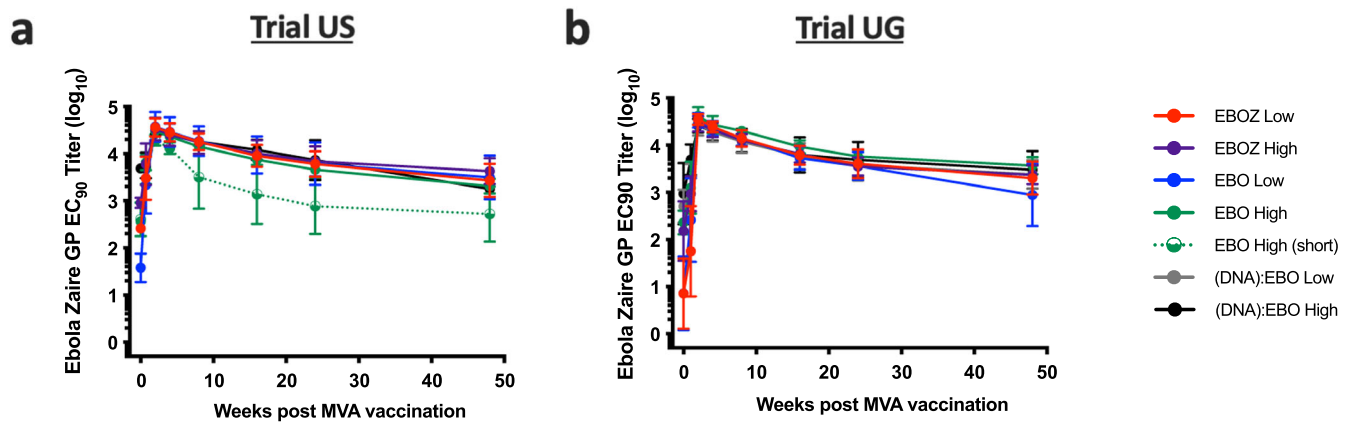 a
Trial US
Ebola Zaire GP EC90 Titer (log10)
5
4
3
2
1
0
0 10 20 30 40 50
Weeks post MVA vaccination
b
Trial UG
Ebola Zaire GP EC90 Titer (log10)
5
4
3
2
1
0
0 10 20 30 40 50
Weeks post MVA vaccination
EBOZ Low
EBOZ High
EBO Low
EBO High
EBO High (short)
(DNA):EBO Low
(DNA):EBO High